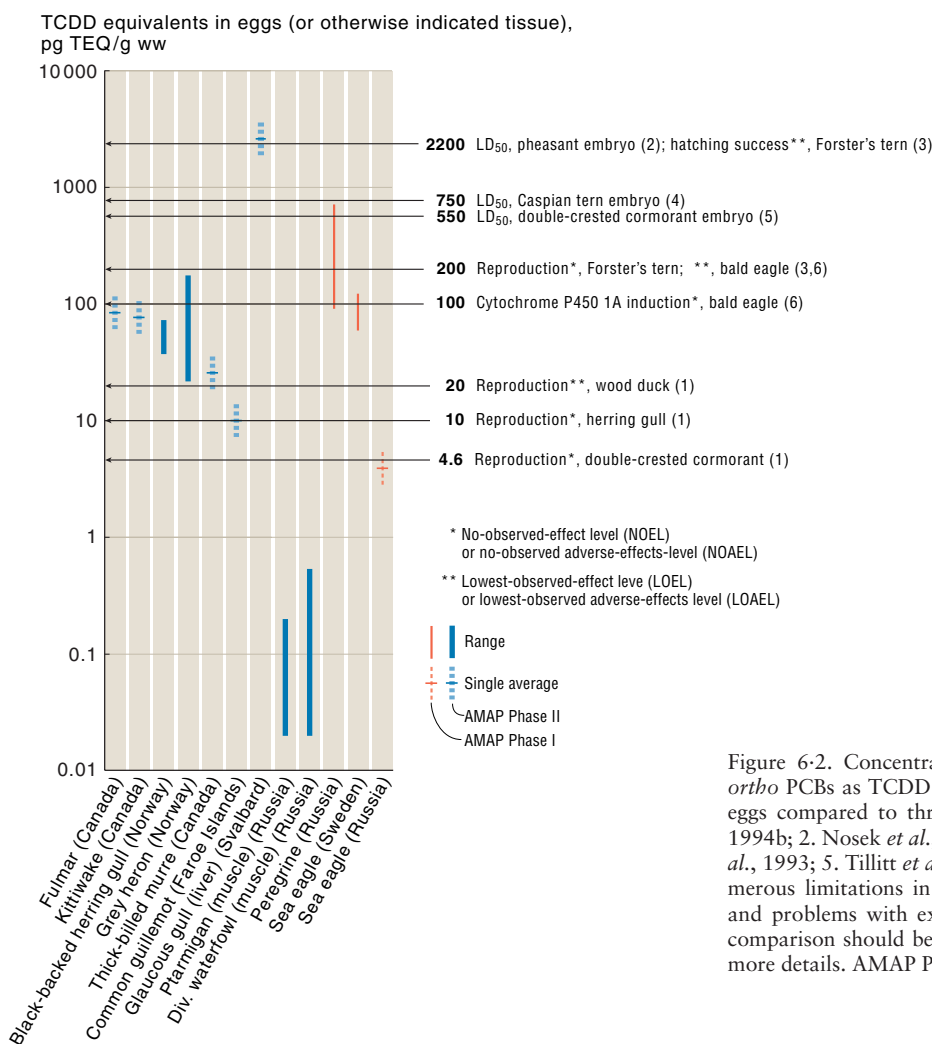 TCDD equivalents in eggs (or otherwise indicated tissue),
pg TEQ/g ww
10 000
1000
100
10
1
0.1
0.01
2200 LD50, pheasant embryo (2); hatching success**, Forster's tern (3)
750 LD50, Caspian tern embryo (4)
550 LD50, double-crested cormorant embryo (5)
200 Reproduction*, Forster's tern; **, bald eagle (3,6)
100 Cytochrome P450 1A induction*, bald eagle (6)
20 Reproduction**, wood duck (1)
10 Reproduction*, herring gull (1)
4.6 Reproduction*, double-crested cormorant (1)
* No-observed-effect level (NOEL)
or no-observed adverse-effects-level (NOAEL)
** Lowest-observed-effect leve (LOEL)
or lowest-observed adverse-effects level (LOAEL)
Range
Single average
AMAP Phase II
AMAP Phase I
Fulmar (Canada)
Kittiwake (Canada)
Black-backed herring gull (Norway)
Grey heron (Norway)
Thick-billed murre (Canada)
Common guillemot (Faroe Islands)
Glaucous gull (liver) (Svalbard)
Ptarmigan (muscle) (Russia)
Div. waterfowl (muscle) (Russia)
Peregrine (Russia)
Sea eagle (Sweden)
Sea eagle (Russia)
Figure 6·2. Concentra
ortho PCBs as TCDD
eggs compared to thr
1994b; 2. Nosek et al.
al., 1993; 5. Tillitt et a
merous limitations in
and problems with ex
comparison should be
more details. AMAP P